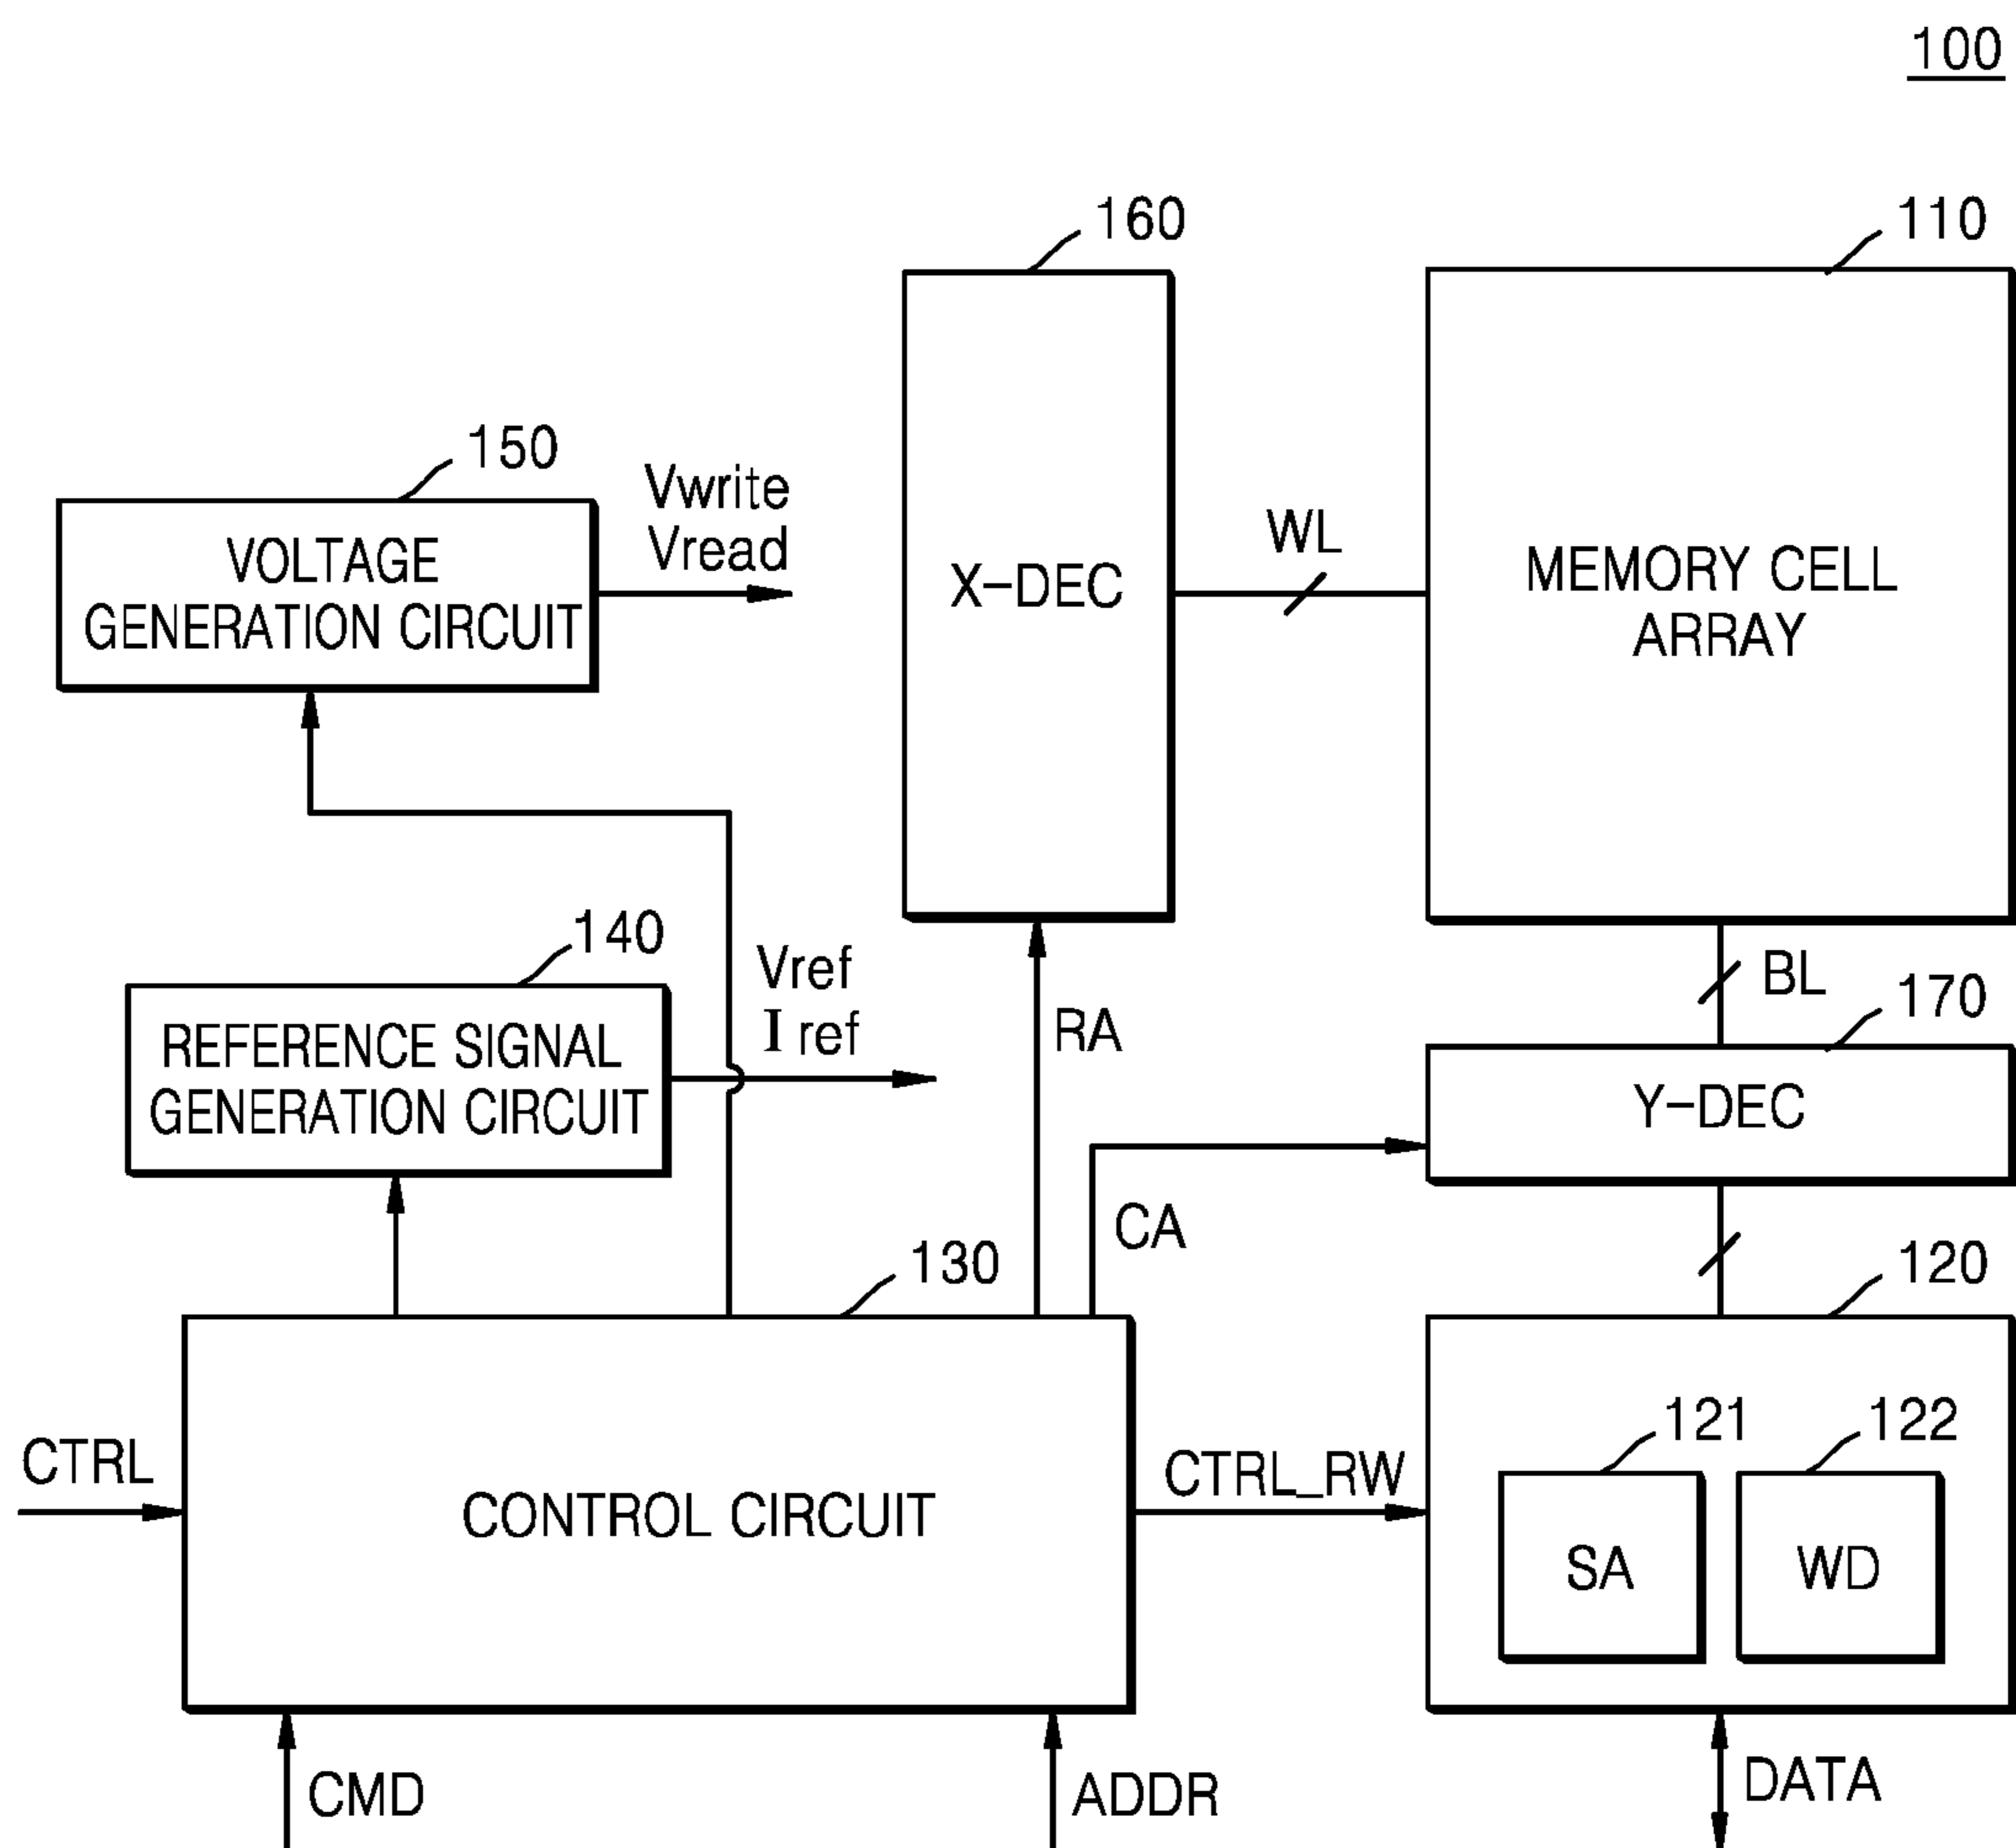 100
160
110
150
Vwrite
Vread
VOLTAGE
GENERATION CIRCUIT
X-DEC
WL
MEMORY CELL
ARRAY
140
Vref
Iref
REFERENCE SIGNAL
GENERATION CIRCUIT
RA
BL
170
Y-DEC
CA
130
120
CTRL
CONTROL CIRCUIT
CTRL_RW
121
122
SA
WD
CMD
ADDR
DATA